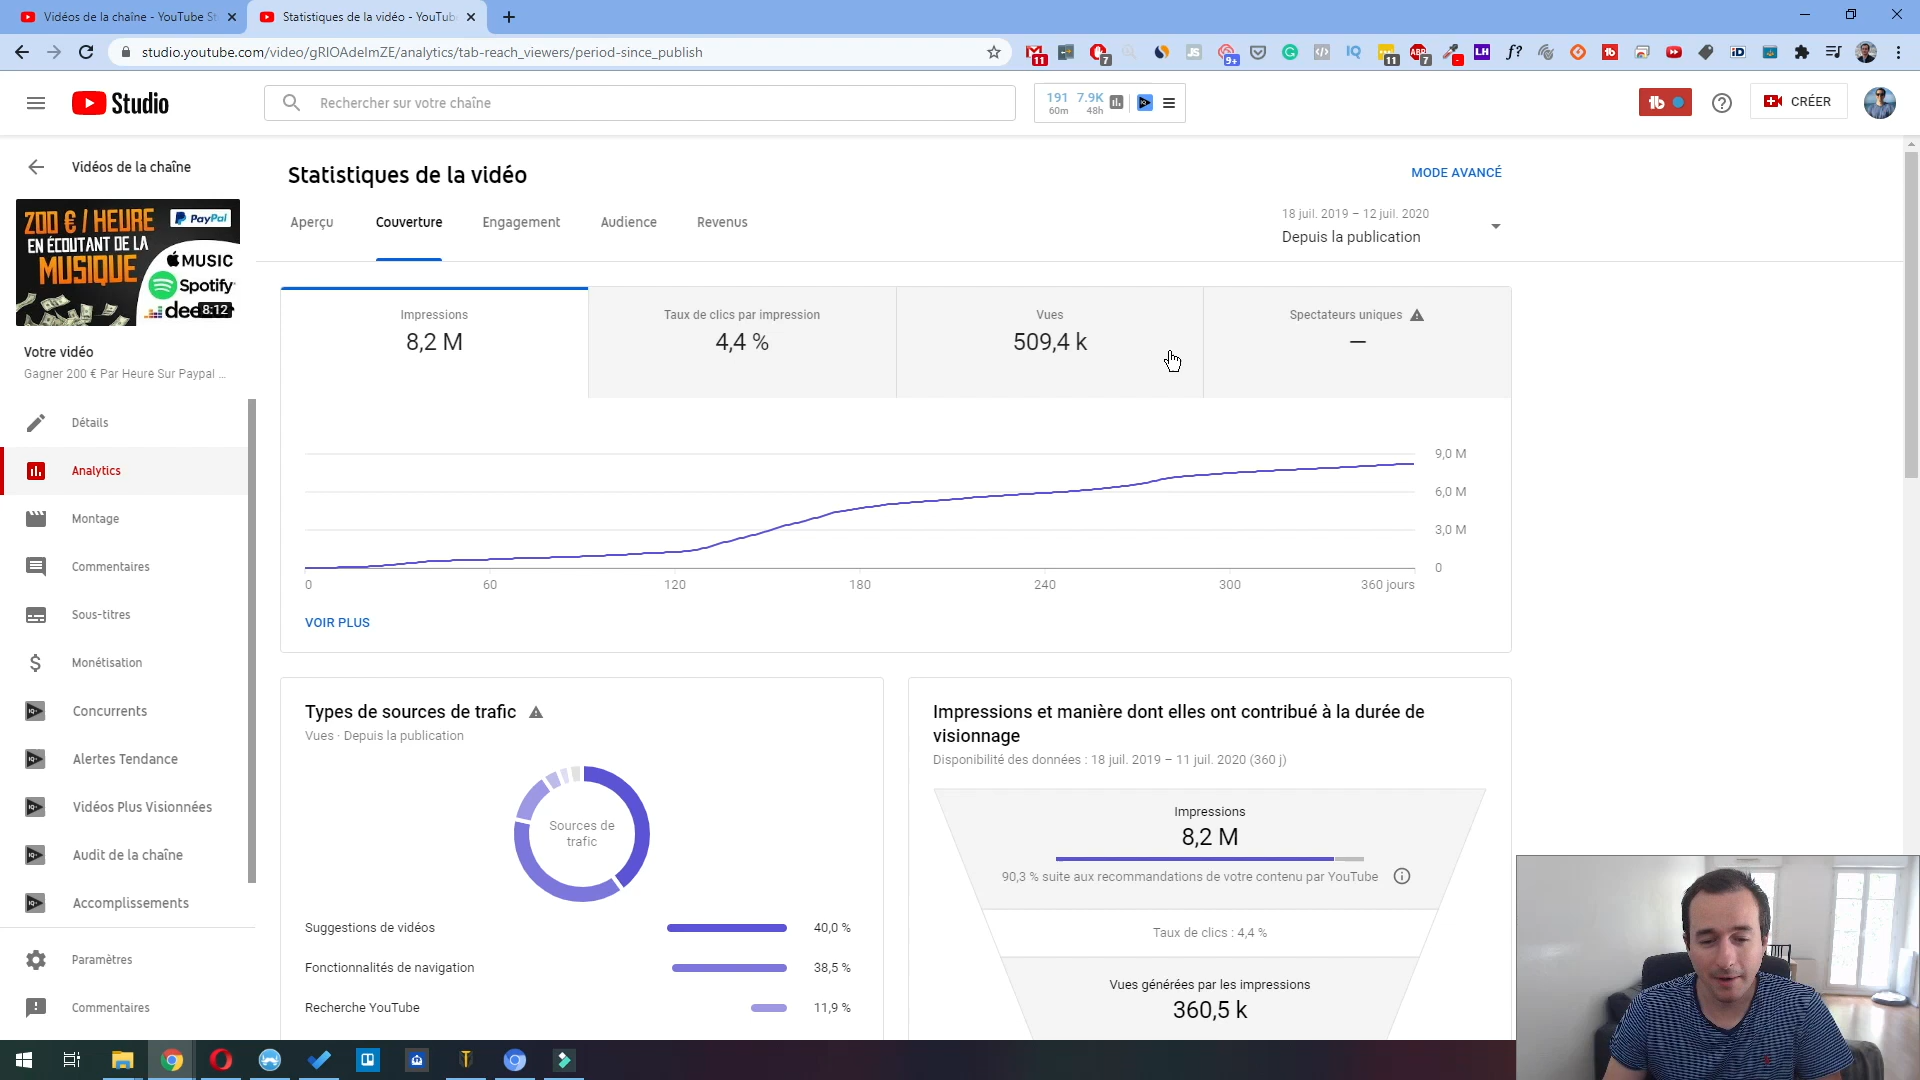 Vidéos de la chaîne - YouTube St
Statistiques de la vidéo - YouTub
studio.youtube.com/video/gRIOAdeImZE/analytics/tab-reach_viewers/period-since_publish
11
7
9+
11
7
Studio
Rechercher sur votre chaîne
191 7.9K
60m 48h
CRÉER
Vidéos de la chaîne
200 € / HEURE
PayPal
EN ÉCOUTANT DE LA
MUSIQUE
MUSIC
Spotify
8:12
Votre vidéo
Gagner 200 € Par Heure Sur Paypal ...
Détails
Analytics
Montage
Commentaires
Sous-titres
Monétisation
Concurrents
Alertes Tendance
Vidéos Plus Visionnées
Audit de la chaîne
Accomplissements
Paramètres
Commentaires
Statistiques de la vidéo
MODE AVANCÉ
Aperçu
Couverture
Engagement
Audience
Revenus
18 juil. 2019 – 12 juil. 2020
Depuis la publication
Impressions
8,2 M
Taux de clics par impression
4,4 %
Vues
509,4 k
Spectateurs uniques
—
9,0 M
6,0 M
3,0 M
0
0 60 120 180 240 300 360 jours
VOIR PLUS
Types de sources de trafic
Vues · Depuis la publication
Sources de
trafic
Suggestions de vidéos 40,0 %
Fonctionnalités de navigation 38,5 %
Recherche YouTube 11,9 %
Impressions et manière dont elles ont contribué à la durée de
visionnage
Disponibilité des données : 18 juil. 2019 – 11 juil. 2020 (360 j)
Impressions
8,2 M
90,3 % suite aux recommandations de votre contenu par YouTube
Taux de clics : 4,4 %
Vues générées par les impressions
360,5 k